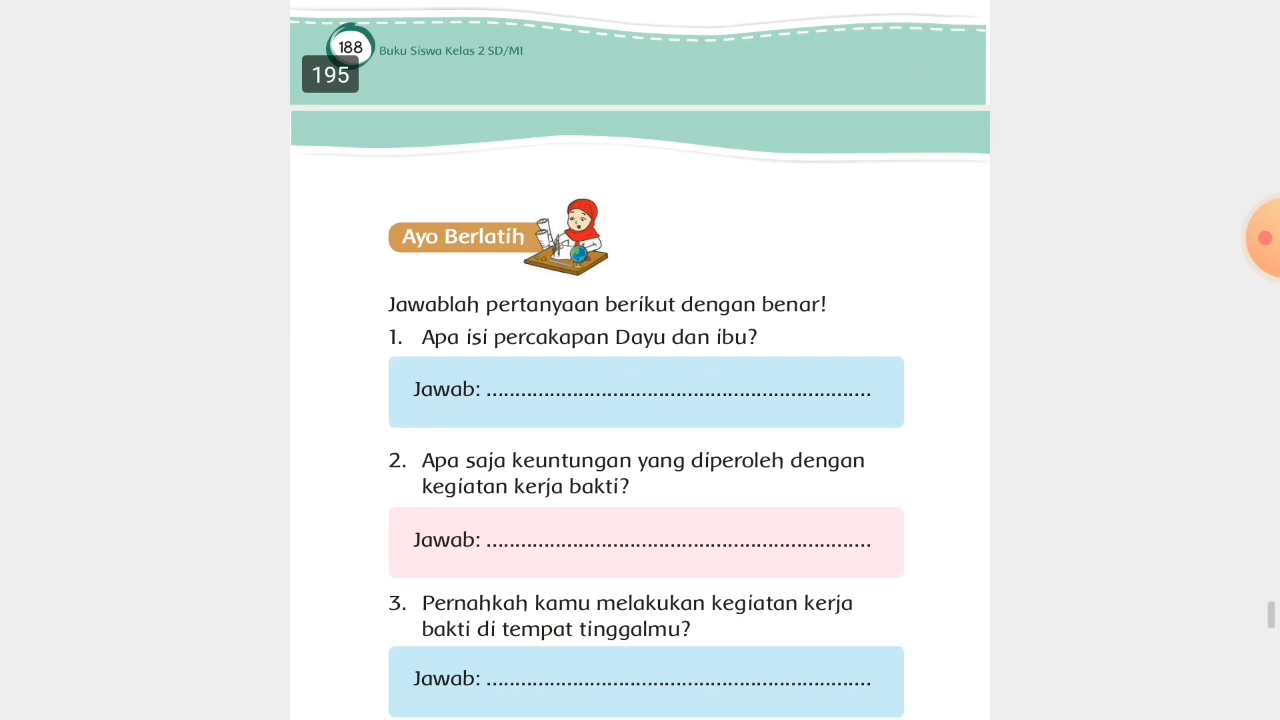 188
Buku Siswa Kelas 2 SD/MI
195
Ayo Berlatih
Jawablah pertanyaan berikut dengan benar!
1. Apa isi percakapan Dayu dan ibu?
Jawab: ...................................................................
2. Apa saja keuntungan yang diperoleh dengan
kegiatan kerja bakti?
Jawab: ...................................................................
3. Pernahkah kamu melakukan kegiatan kerja
bakti di tempat tinggalmu?
Jawab: ...................................................................